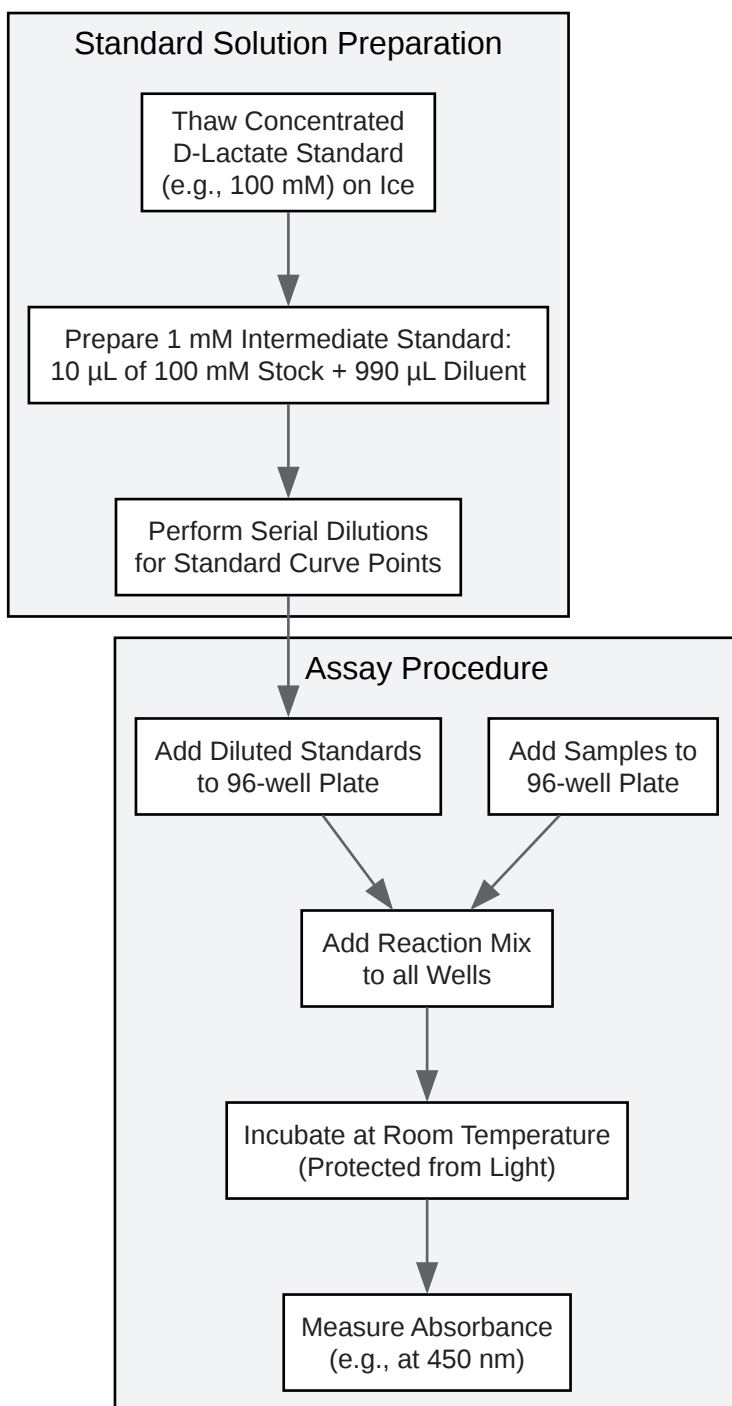 Standard Solution Preparation
Thaw Concentrated
D-Lactate Standard
(e.g., 100 mM) on Ice
Prepare 1 mM Intermediate Standard:
10 µL of 100 mM Stock + 990 µL Diluent
Perform Serial Dilutions
for Standard Curve Points
Assay Procedure
Add Diluted Standards
to 96-well Plate
Add Samples to
96-well Plate
Add Reaction Mix
to all Wells
Incubate at Room Temperature
(Protected from Light)
Measure Absorbance
(e.g., at 450 nm)